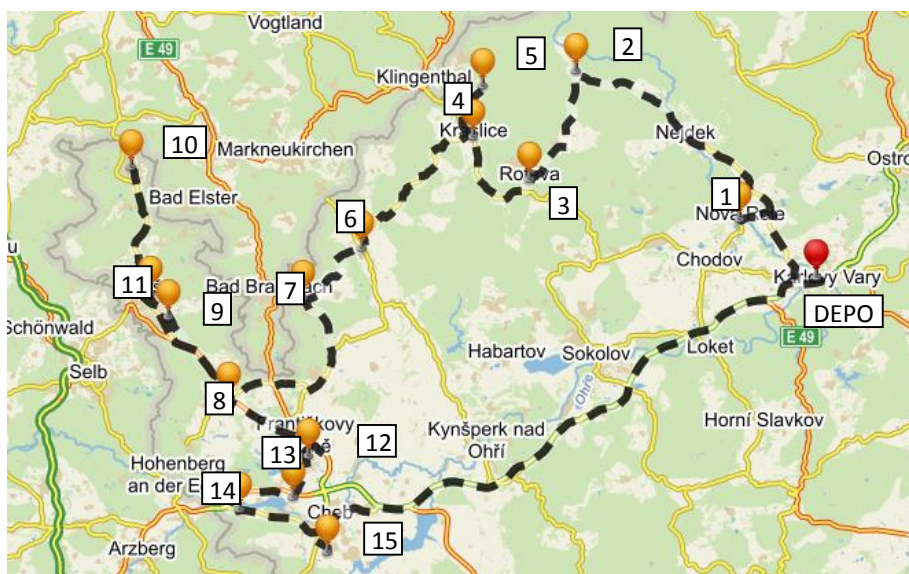 Vogtland
E 49
5
2
Klingenthal
4
10
Kraslice
Markneukirchen
Nejdek
Ostro
Bad Elster
Rotava
1
3
Nová Role
6
Chodov
Karlovy Vary
11
Bad Brambach
7
9
DEPO
Schönwald
Habartov
Sokolov
Loket
E 49
Selb
Ohře
8
Horní Slavkov
Františkovy
Kynšperk nad
Ohří
12
13
Hohenberg
an der E
14
Cheb
15
Arzberg